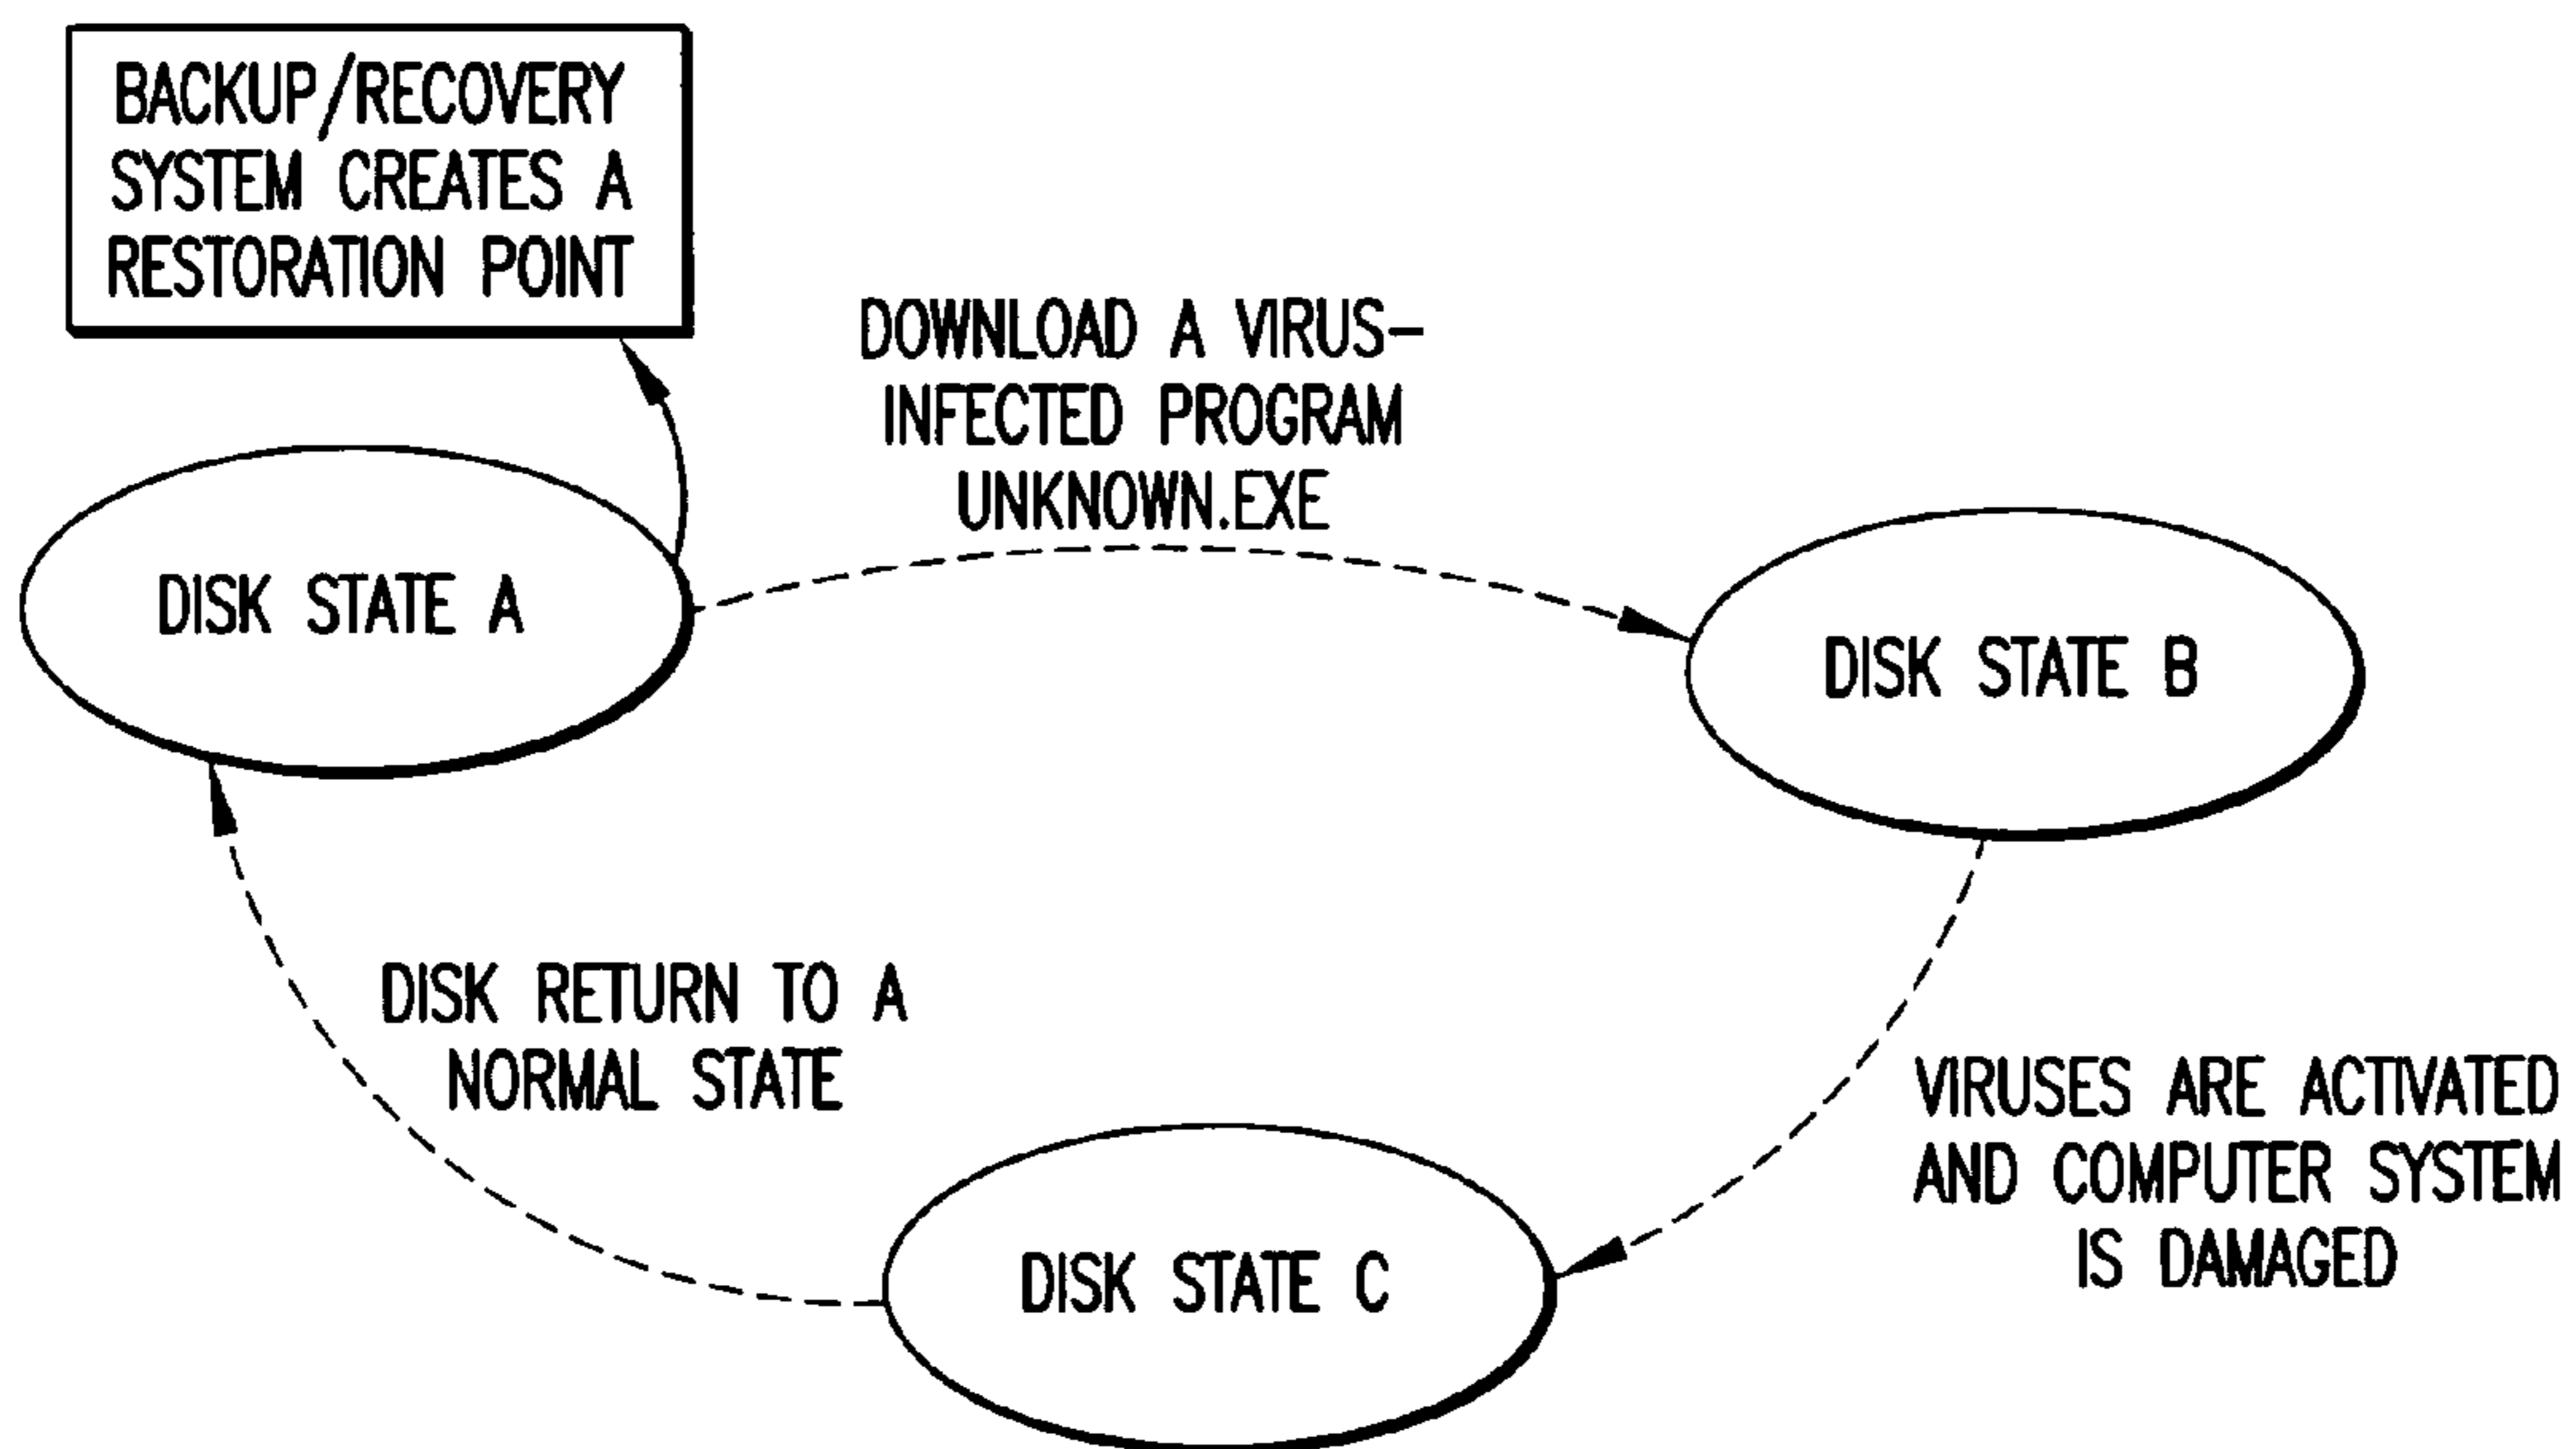 BACKUP/RECOVERY
SYSTEM CREATES A
RESTORATION POINT
DOWNLOAD A VIRUS-
INFECTED PROGRAM
UNKNOWN.EXE
DISK STATE A
DISK STATE B
DISK RETURN TO A
NORMAL STATE
VIRUSES ARE ACTIVATED
AND COMPUTER SYSTEM
IS DAMAGED
DISK STATE C